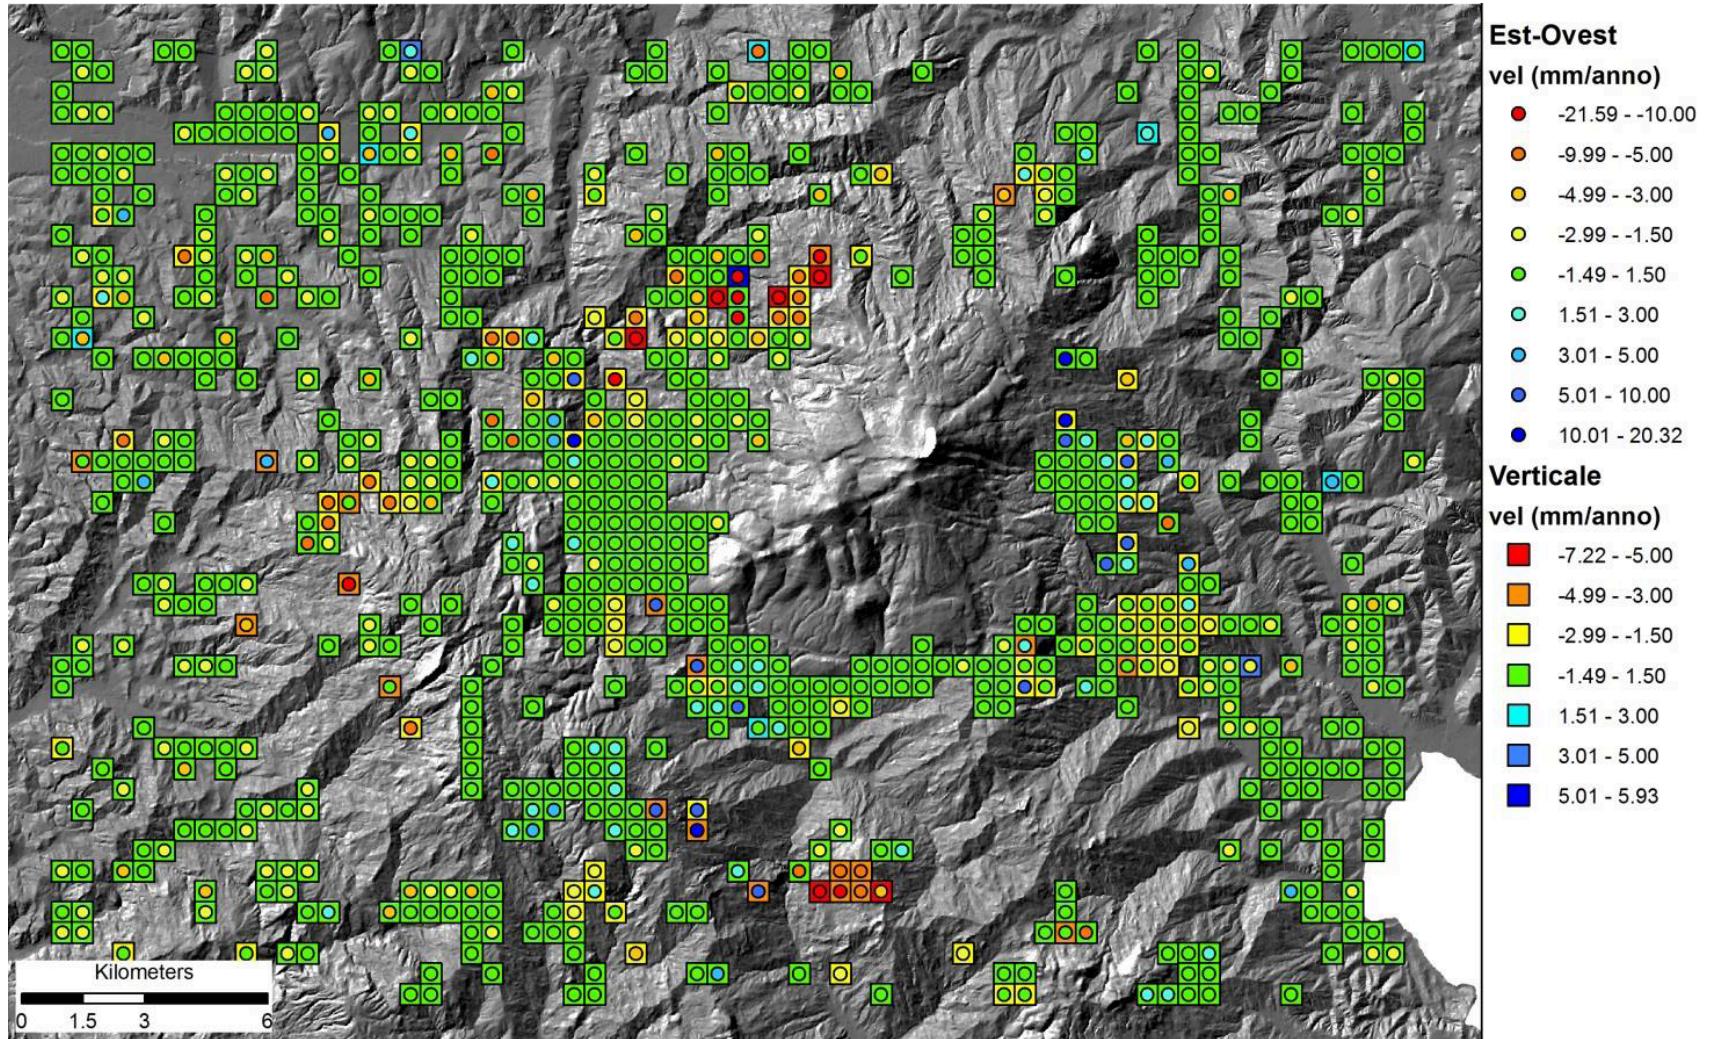 Est-Ovest
vel (mm/anno)
-21.59 - -10.00
-9.99 - -5.00
-4.99 - -3.00
-2.99 - -1.50
-1.49 - 1.50
1.51 - 3.00
3.01 - 5.00
5.01 - 10.00
10.01 - 20.32
Verticale
vel (mm/anno)
-7.22 - -5.00
-4.99 - -3.00
-2.99 - -1.50
-1.49 - 1.50
1.51 - 3.00
3.01 - 5.00
5.01 - 5.93
Kilometers
0 1.5 3 6